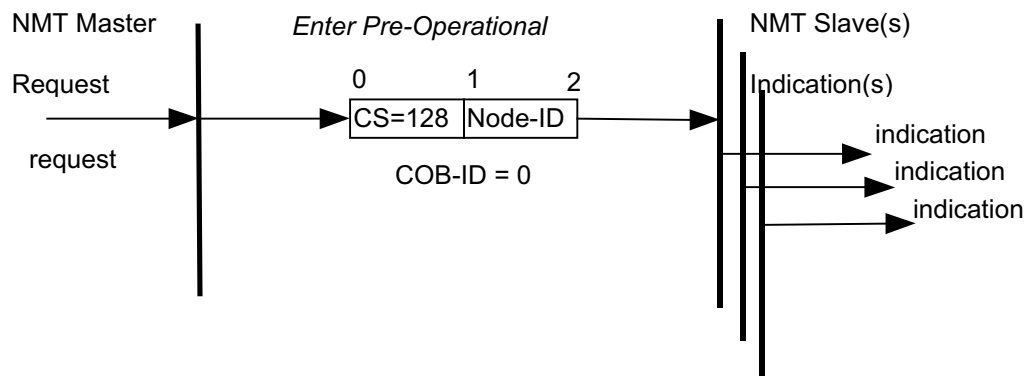 NMT Master
Enter Pre-Operational
NMT Slave(s)
Request
0 1 2
Indication(s)
CS=128 Node-ID
request
COB-ID = 0
indication
indication
indication